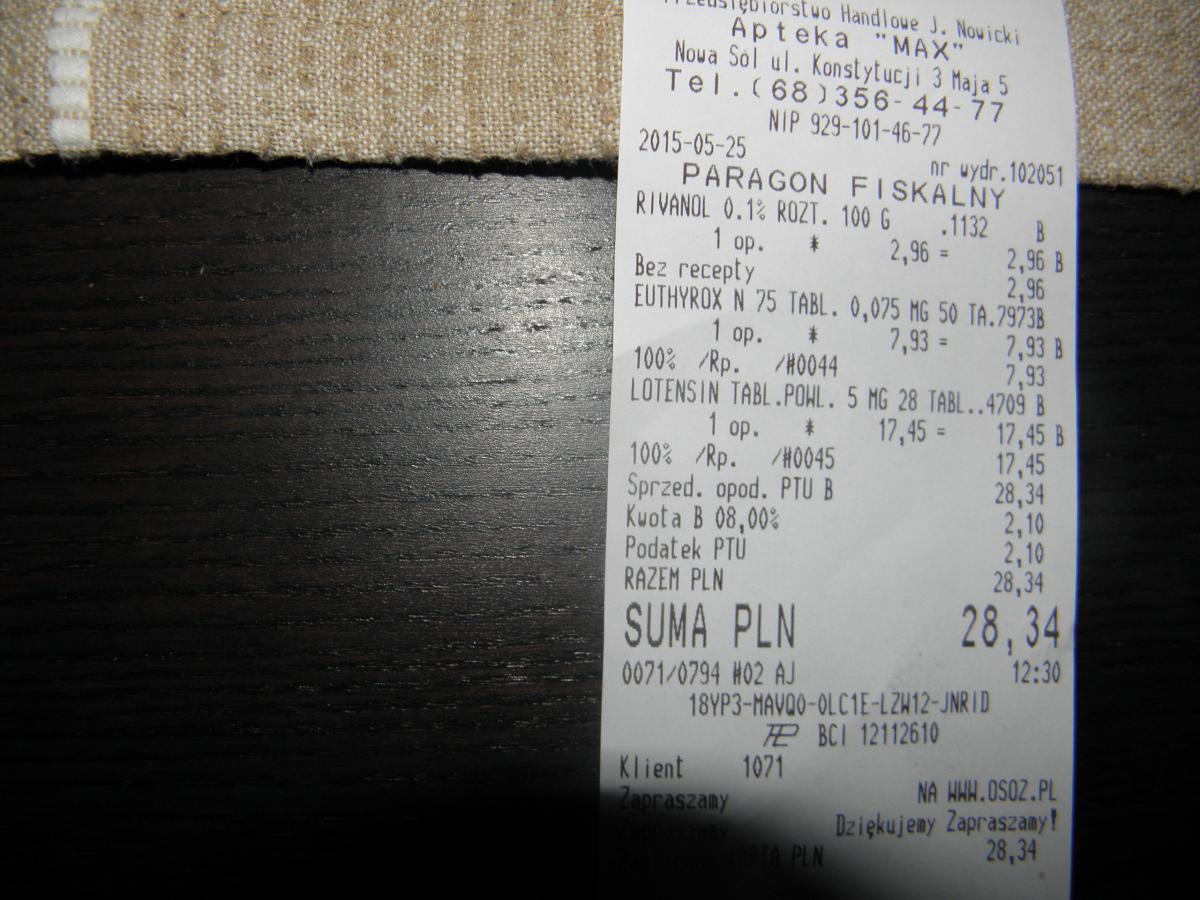 Przedsiębiorstwo Handlowe J. Nowicki
Apteka "MAX"
Nowa Sól ul. Konstytucji 3 Maja 5
Tel.(68)356-44-77
NIP 929-101-46-77
2015-05-25 nr wydr.102051
PARAGON FISKALNY
RIVANOL 0.1% ROZT. 100 G .1132 B
1 op. * 2,96 = 2,96 B
Bez recepty 2,96
EUTHYROX N 75 TABL. 0,075 MG 50 TA.7973B
1 op. * 7,93 = 7,93 B
100% /Rp. /#0044 7,93
LOTENSIN TABL.POWL. 5 MG 28 TABL..4709 B
1 op. * 17,45 = 17,45 B
100% /Rp. /#0045 17,45
Sprzed. opod. PTU B 28,34
Kwota B 08,00% 2,10
Podatek PTU 2,10
RAZEM PLN 28,34
SUMA PLN 28,34
0071/0794 #02 AJ 12:30
18YP3-MAVQ0-OLC1E-LZW12-JNRID
BCI 12112610
Klient 1071
Zapraszamy NA WWW.OSOZ.PL
Zapraszamy Dziękujemy Zapraszamy!
KARTA PLN 28,34